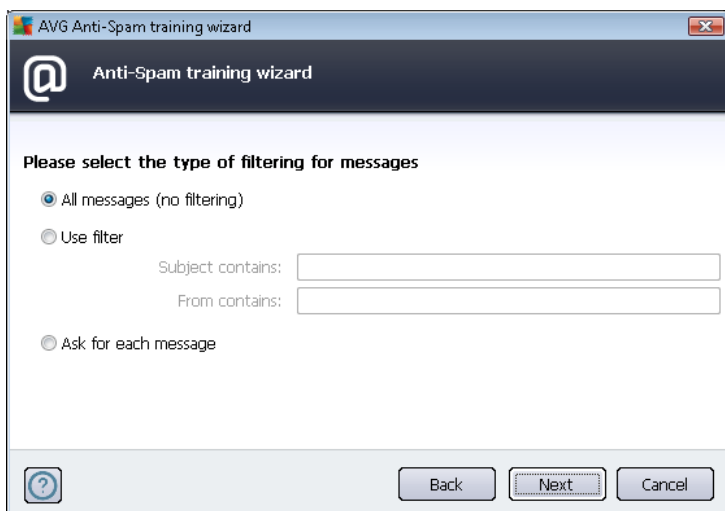 AVG Anti-Spam training wizard
@ Anti-Spam training wizard
Please select the type of filtering for messages
All messages (no filtering)
Use filter
Subject contains:
From contains:
Ask for each message
? Back Next Cancel